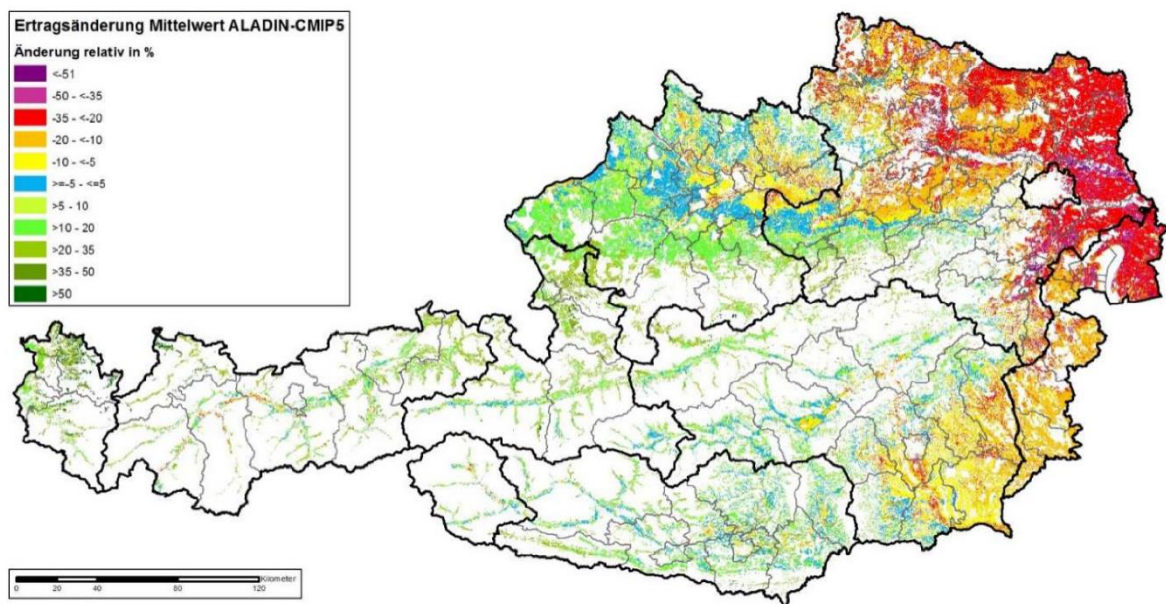 Ertragsänderung Mittelwert ALADIN-CMIP5
Änderung relativ in %
<-51
-50 - <-35
-35 - <-20
-20 - <-10
-10 - <-5
>=-5 - <=5
>5 - 10
>10 - 20
>20 - 35
>35 - 50
>50
Kilometer
0 20 40 80 120